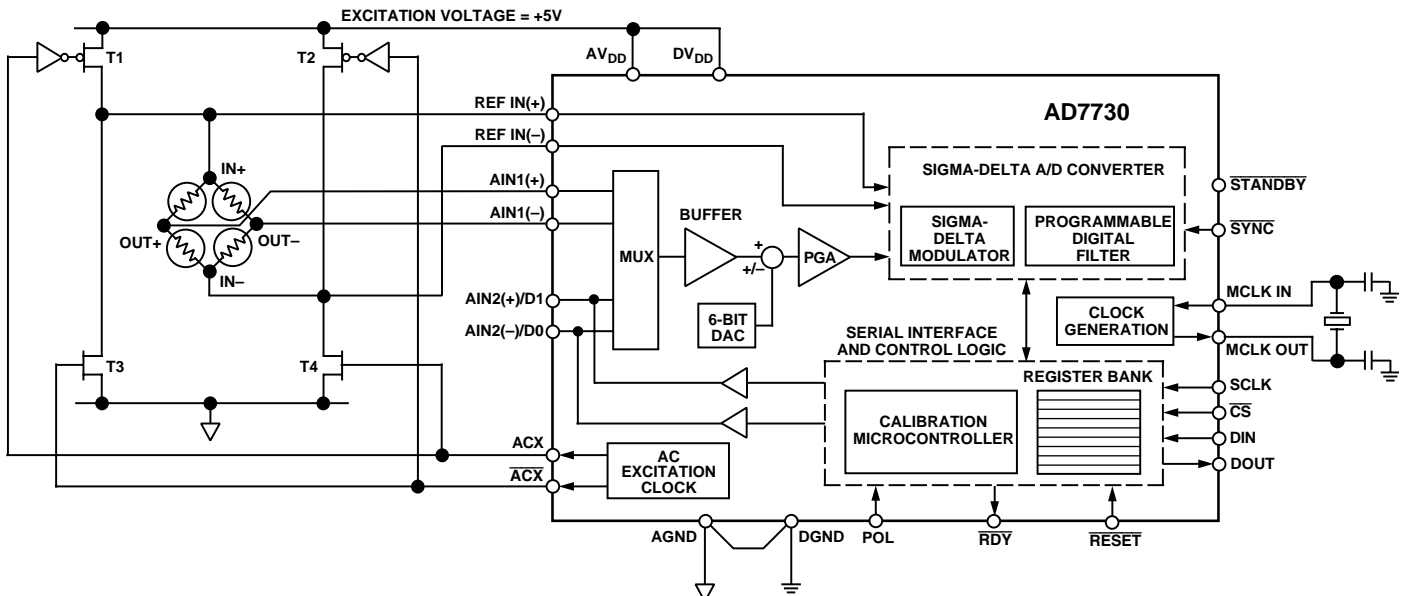 EXCITATION VOLTAGE = +5V
T1
T2
AVDD
DVDD
REF IN(+)
AD7730
REF IN(–)
SIGMA-DELTA A/D CONVERTER
IN+
AIN1(+)
STANDBY
AIN1(–)
BUFFER
SIGMA-
DELTA
MODULATOR
PROGRAMMABLE
DIGITAL
FILTER
SYNC
OUT+
OUT–
MUX
+
+/–
PGA
IN–
AIN2(+)/D1
AIN2(–)/D0
6-BIT
DAC
MCLK IN
CLOCK
GENERATION
SERIAL INTERFACE
AND CONTROL LOGIC
MCLK OUT
T3
T4
REGISTER BANK
SCLK
CALIBRATION
MICROCONTROLLER
CS
DIN
DOUT
ACX
ACX
AC
EXCITATION
CLOCK
AGND
DGND
POL
RDY
RESET